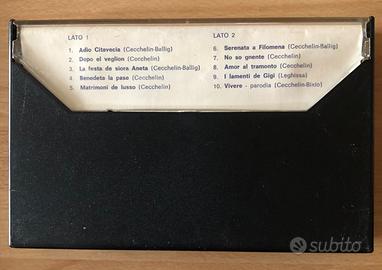 LATO 1
1. Adio Citavecia (Cecchelin-Ballig)
2. Dopo el veglion (Cecchelin)
3. La festa de siora Aneta (Cecchelin-Ballig)
4. Benedeta la pase (Cecchelin)
5. Matrimoni de lusso (Cecchelin)
LATO 2
6. Serenata a Filomena (Cecchelin)
7. No so gnente (Cecchelin)
8. Amor al tramonto (Cecchelin)
9. I lamenti de Gigi (Leghissa)
10. Vivere - parodia (Cecchelin-Bixio)
subito